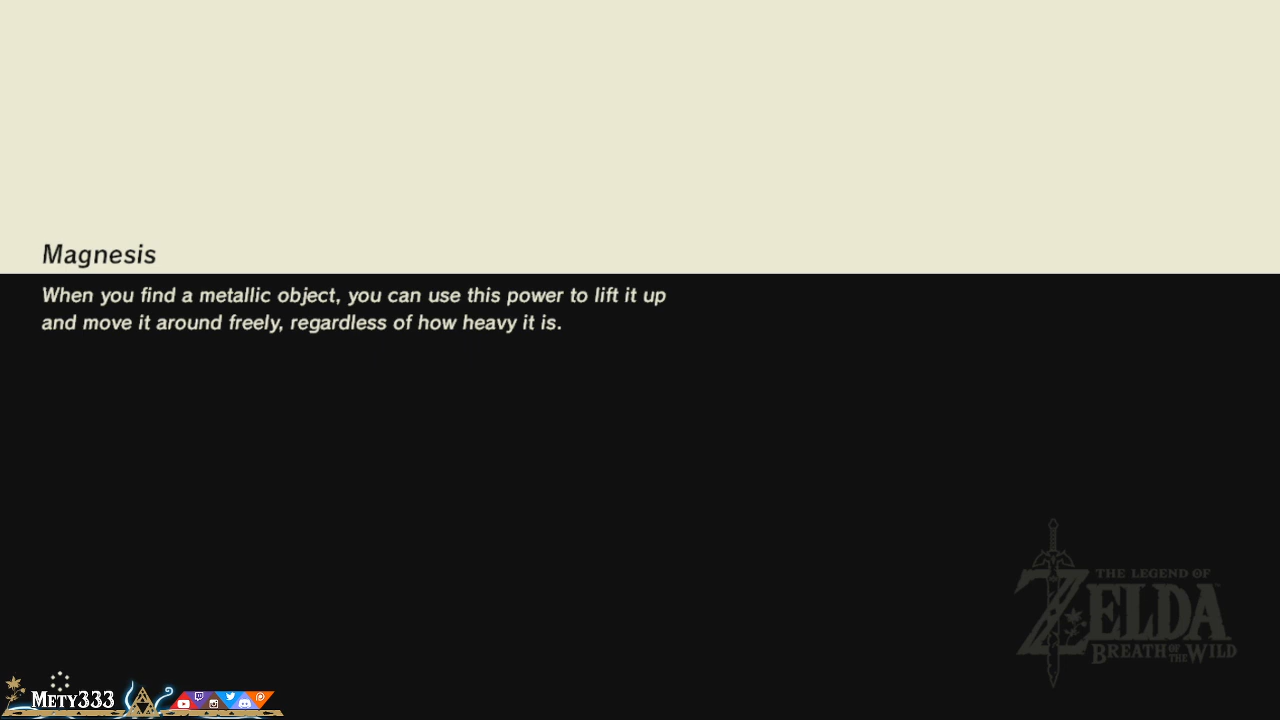 Magnesis
When you find a metallic object, you can use this power to lift it up
and move it around freely, regardless of how heavy it is.
THE LEGEND OF
ZELDA
BREATH OF THE WILD
METY333